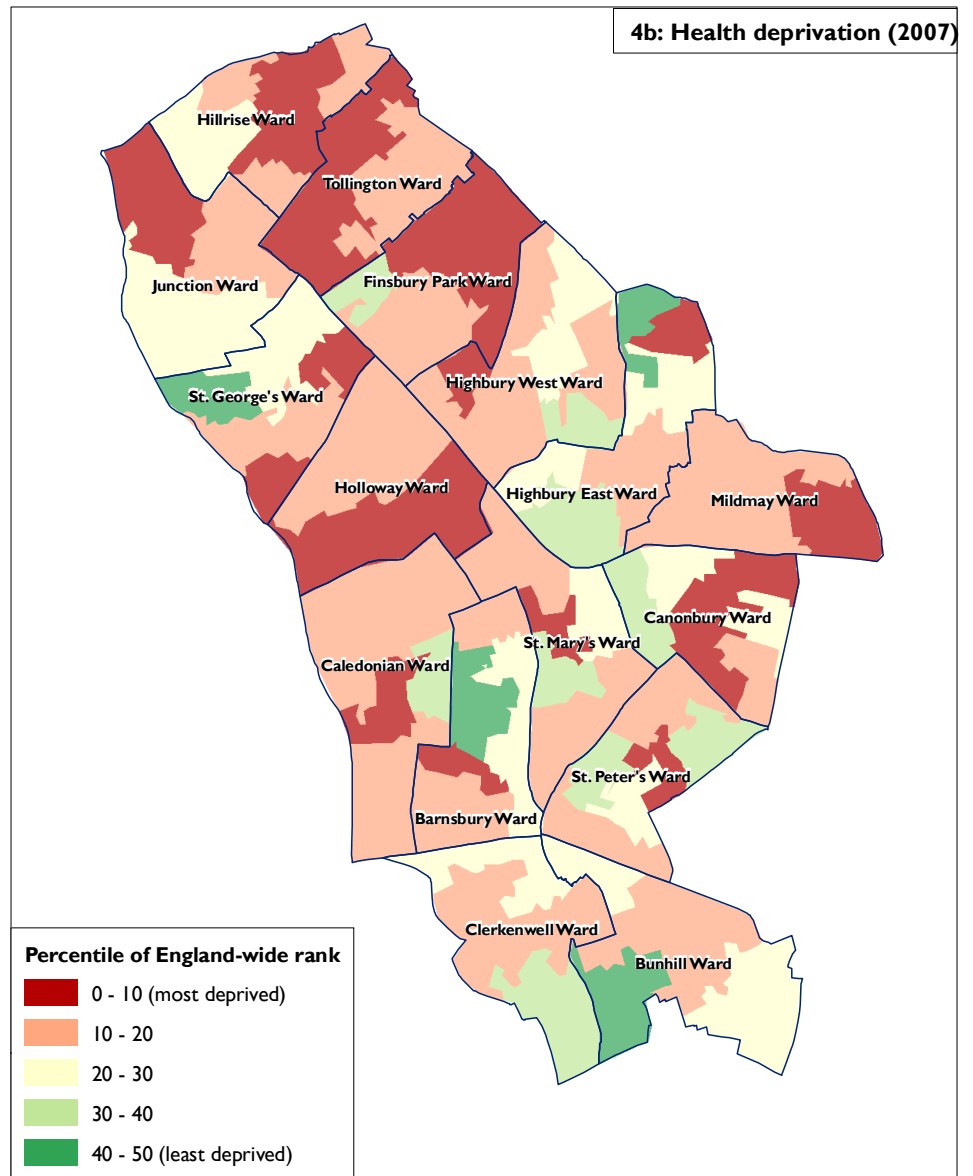 4b: Health deprivation (2007)
Hillrise Ward
Tollington Ward
Junction Ward
Finsbury Park Ward
St. George's Ward
Highbury West Ward
Holloway Ward
Highbury East Ward
Mildmay Ward
Canonbury Ward
St. Mary's Ward
Caledonian Ward
St. Peter's Ward
Barnsbury Ward
Clerkenwell Ward
Bunhill Ward
Percentile of England-wide rank
0 - 10 (most deprived)
10 - 20
20 - 30
30 - 40
40 - 50 (least deprived)